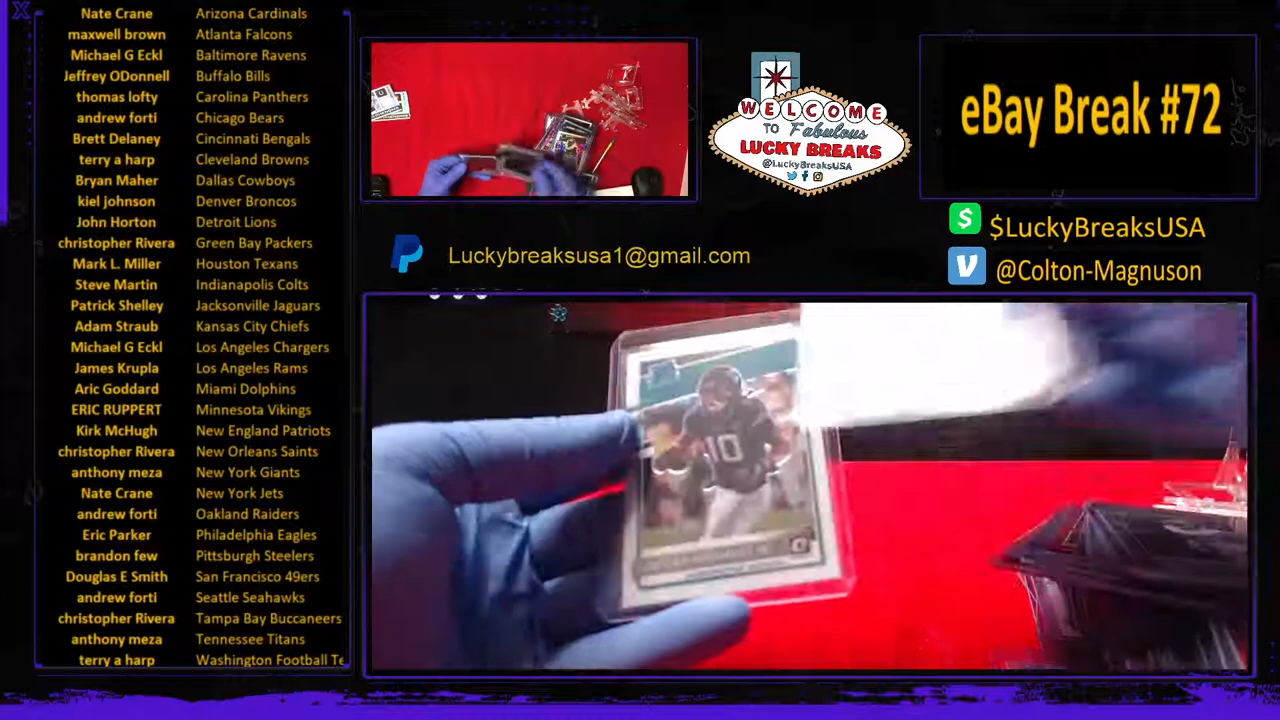 Nate Crane Arizona Cardinals
maxwell brown Atlanta Falcons
Michael G Eckl Baltimore Ravens
Jeffrey ODonnell Buffalo Bills
thomas lofty Carolina Panthers
andrew forti Chicago Bears
Brett Delaney Cincinnati Bengals
terry a harp Cleveland Browns
Bryan Maher Dallas Cowboys
kiel johnson Denver Broncos
John Horton Detroit Lions
christopher Rivera Green Bay Packers
Mark L. Miller Houston Texans
Steve Martin Indianapolis Colts
Patrick Shelley Jacksonville Jaguars
Adam Straub Kansas City Chiefs
Michael G Eckl Los Angeles Chargers
James Krupla Los Angeles Rams
Aric Goddard Miami Dolphins
ERIC RUPPERT Minnesota Vikings
Kirk McHugh New England Patriots
christopher Rivera New Orleans Saints
anthony meza New York Giants
Nate Crane New York Jets
andrew forti Oakland Raiders
Eric Parker Philadelphia Eagles
brandon few Pittsburgh Steelers
Douglas E Smith San Francisco 49ers
andrew forti Seattle Seahawks
christopher Rivera Tampa Bay Buccaneers
anthony meza Tennessee Titans
terry a harp Washington Football Te
WELCOME
TO Fabulous
LUCKY BREAKS
@LuckyBreaksUSA
eBay Break #72
Luckybreaksusa1@gmail.com
$
$LuckyBreaksUSA
@Colton-Magnuson
10